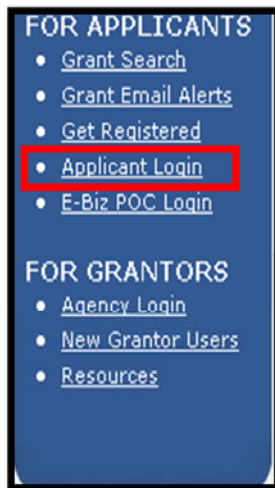 FOR APPLICANTS
Grant Search
Grant Email Alerts
Get Registered
Applicant Login
E-Biz POC Login
FOR GRANTORS
Agency Login
New Grantor Users
Resources